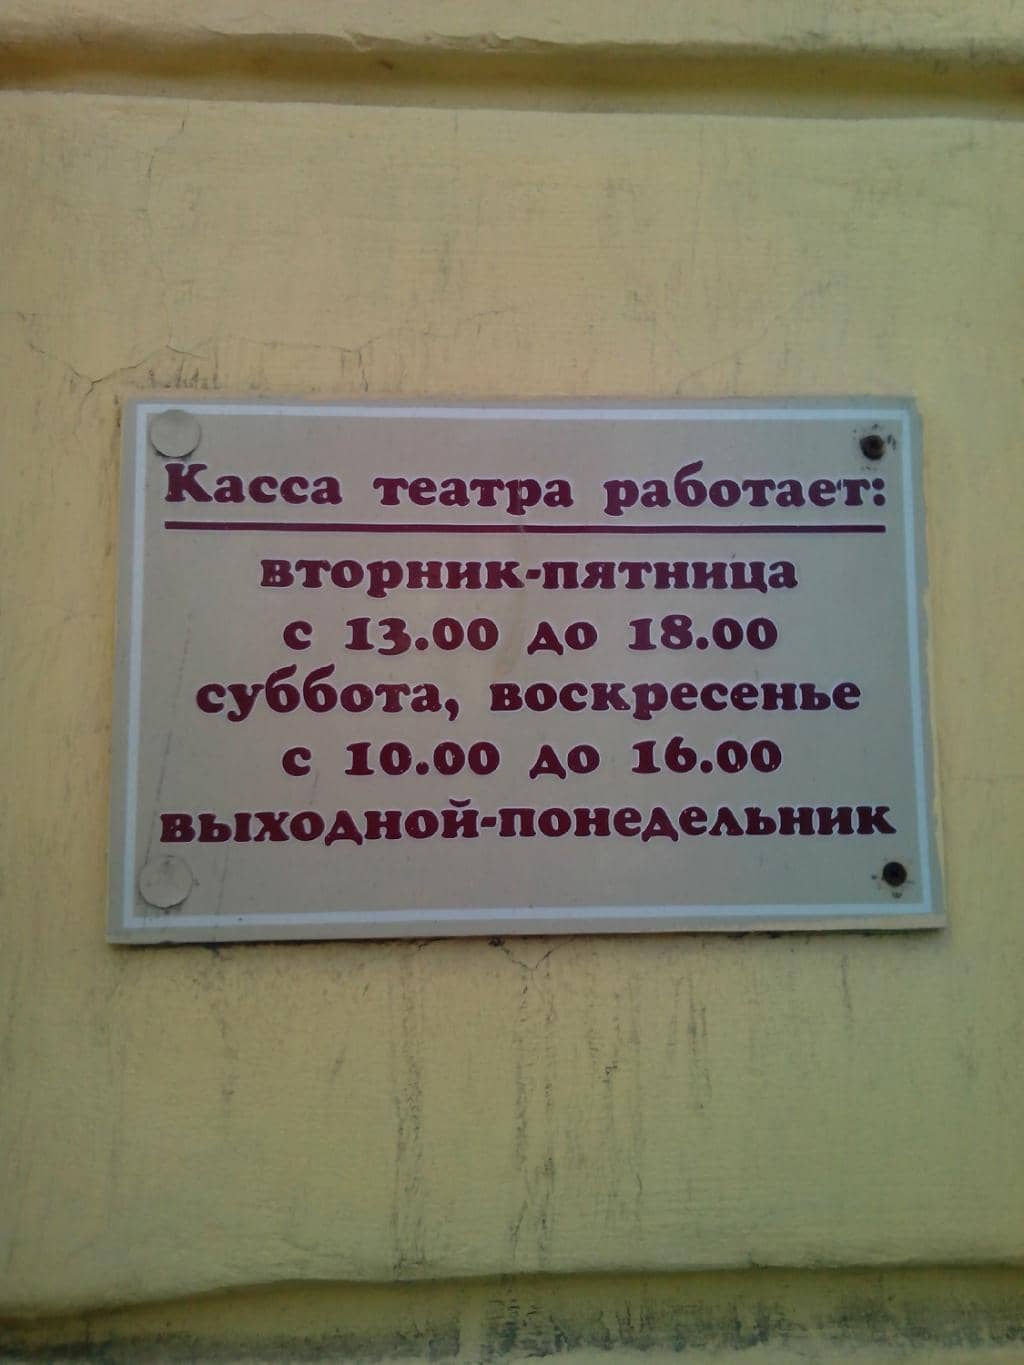 Касса театра работает:
вторник-пятница
с 13.00 до 18.00
суббота, воскресенье
с 10.00 до 16.00
выходной-понедельник